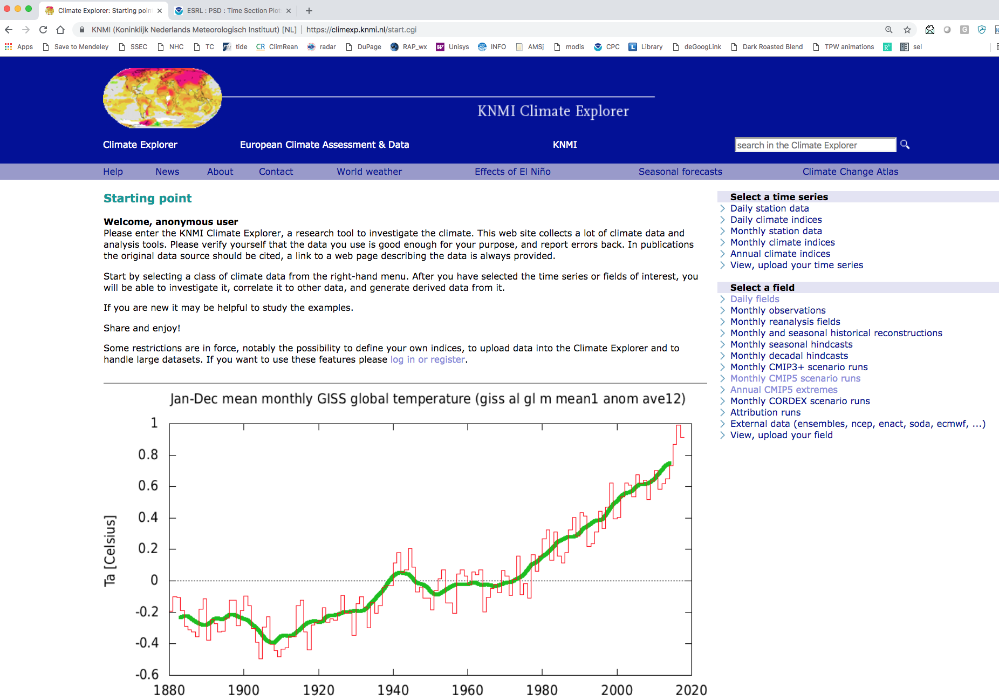 Climate Explorer: Starting poin
ESRL : PSD : Time Section Plot
KNMI (Koninklijk Nederlands Meteorologisch Instituut) [NL] https://climexp.knmi.nl/start.cgi
Apps Save to Mendeley SSEC NHC TC tide CR ClimRean radar DuPage RAP_wx Unisys INFO AMSj modis CPC Library deGoogLink Dark Roasted Blend TPW animations sel
KNMI Climate Explorer
Climate Explorer European Climate Assessment & Data KNMI search in the Climate Explorer
Help News About Contact World weather Effects of El Niño Seasonal forecasts Climate Change Atlas
Starting point
Welcome, anonymous user
Please enter the KNMI Climate Explorer, a research tool to investigate the climate. This web site collects a lot of climate data and
analysis tools. Please verify yourself that the data you use is good enough for your purpose, and report errors back. In publications
the original data source should be cited, a link to a web page describing the data is always provided.
Start by selecting a class of climate data from the right-hand menu. After you have selected the time series or fields of interest, you
will be able to investigate it, correlate it to other data, and generate derived data from it.
If you are new it may be helpful to study the examples.
Share and enjoy!
Some restrictions are in force, notably the possibility to define your own indices, to upload data into the Climate Explorer and to
handle large datasets. If you want to use these features please log in or register.
Select a time series
Daily station data
Daily climate indices
Monthly station data
Monthly climate indices
Annual climate indices
View, upload your time series
Select a field
Daily fields
Monthly observations
Monthly reanalysis fields
Monthly and seasonal historical reconstructions
Monthly seasonal hindcasts
Monthly decadal hindcasts
Monthly CMIP3+ scenario runs
Monthly CMIP5 scenario runs
Annual CMIP5 extremes
Monthly CORDEX scenario runs
Attribution runs
External data (ensembles, ncep, enact, soda, ecmwf, ...)
View, upload your field
Jan-Dec mean monthly GISS global temperature (giss al gl m mean1 anom ave12)
Ta [Celsius]
1
0.8
0.6
0.4
0.2
0
-0.2
-0.4
-0.6
1880 1900 1920 1940 1960 1980 2000 2020